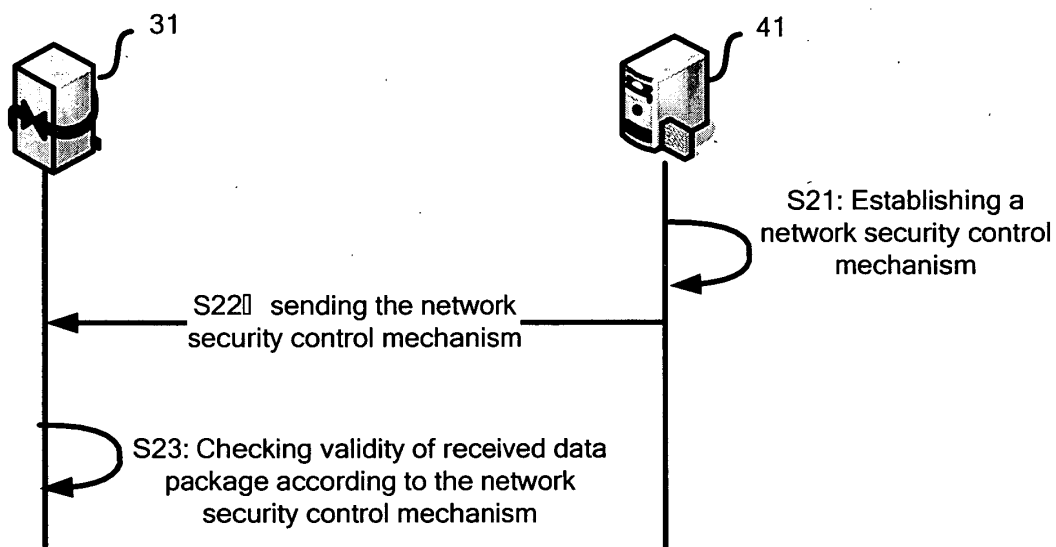 31
41
S21: Establishing a
network security control
mechanism
S22▯ sending the network
security control mechanism
S23: Checking validity of received data
package according to the network
security control mechanism